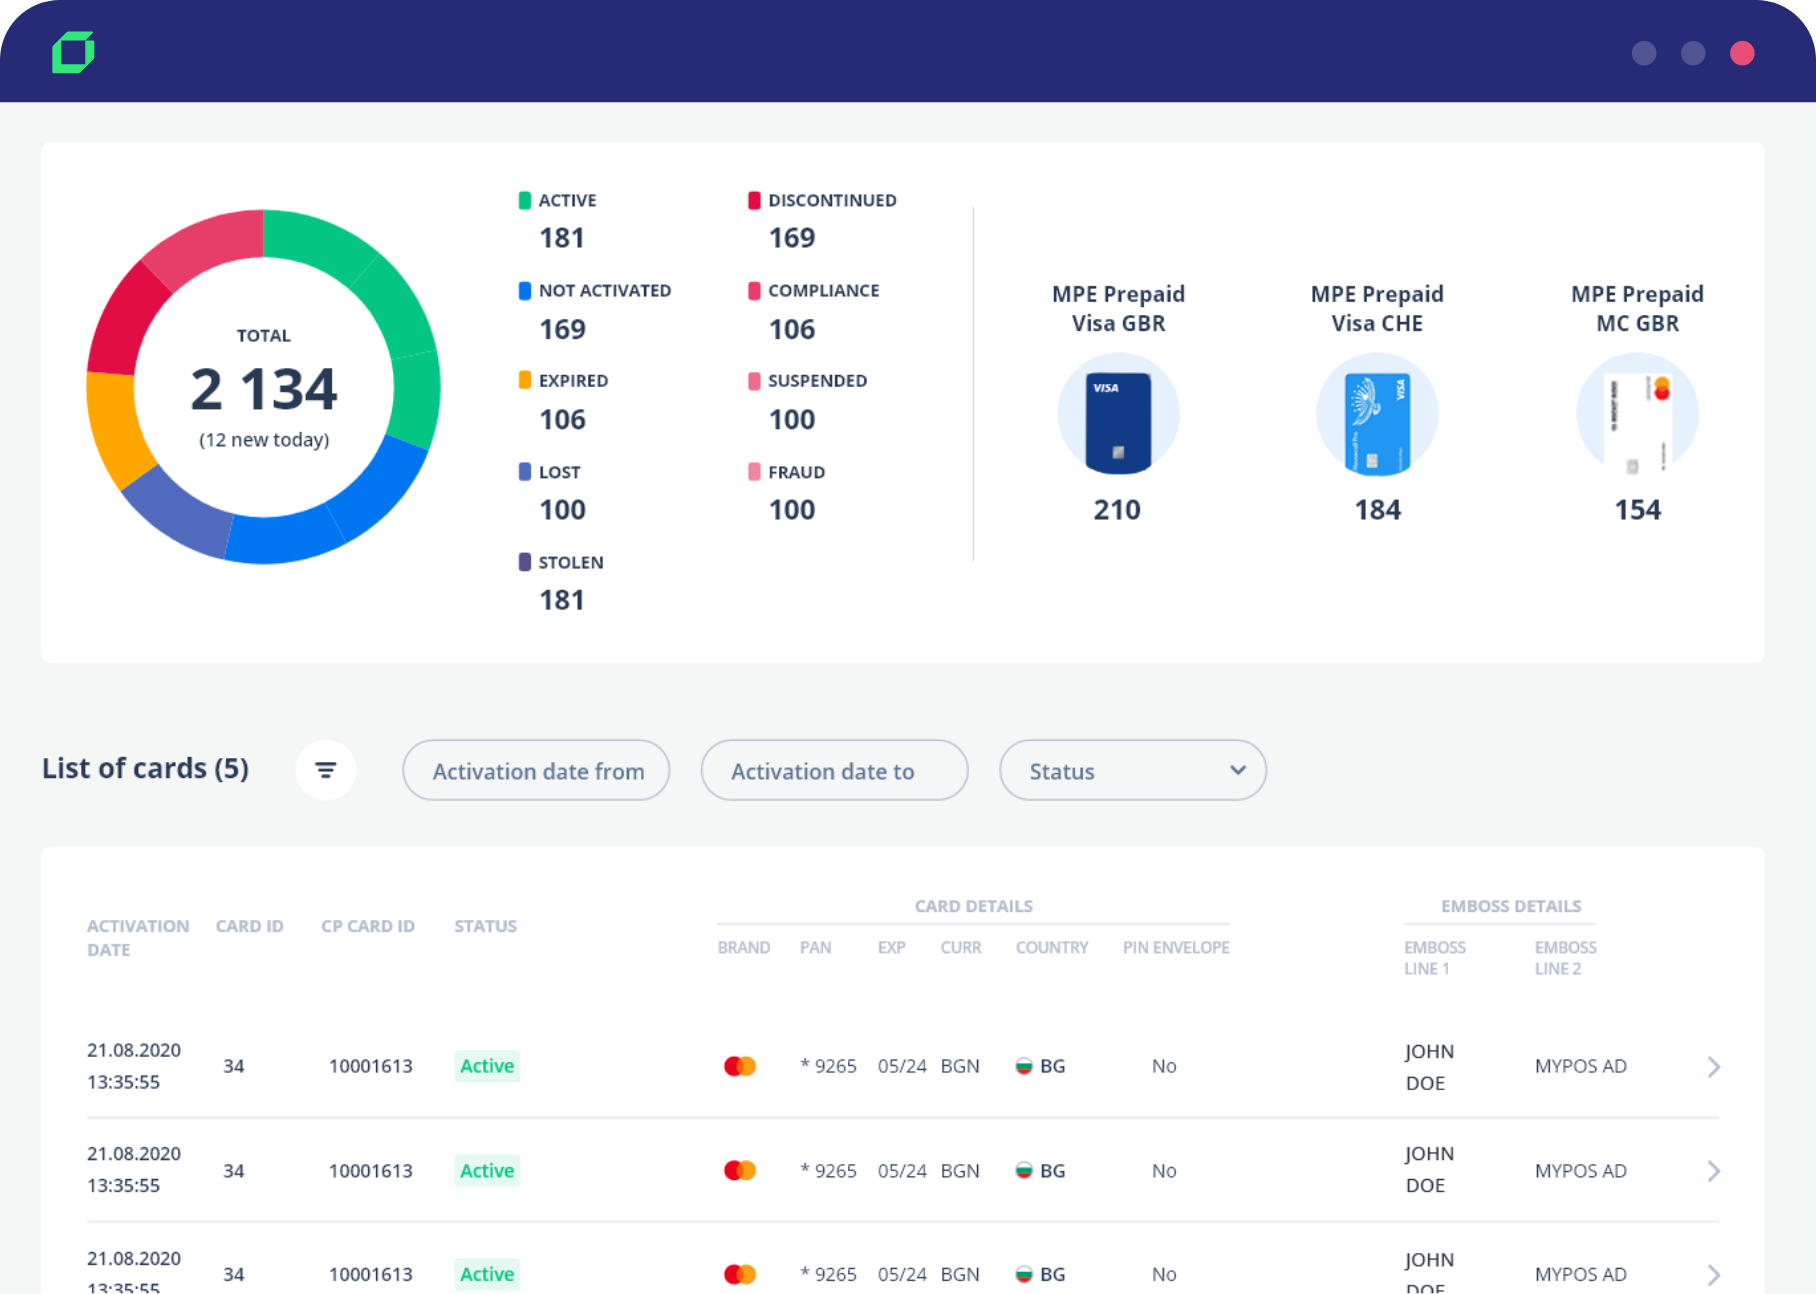 TOTAL
2 134
(12 new today)
ACTIVE
181
NOT ACTIVATED
169
EXPIRED
106
LOST
100
STOLEN
181
DISCONTINUED
169
COMPLIANCE
106
SUSPENDED
100
FRAUD
100
MPE Prepaid
Visa GBR
VISA
210
MPE Prepaid
Visa CHE
VISA
184
MPE Prepaid
MC GBR
154
List of cards (5)
Activation date from
Activation date to
Status
CARD DETAILS
EMBOSS DETAILS
ACTIVATION
DATE
CARD ID
CP CARD ID
STATUS
BRAND
PAN
EXP
CURR
COUNTRY
PIN ENVELOPE
EMBOSS
LINE 1
EMBOSS
LINE 2
21.08.2020
13:35:55
34
10001613
Active
* 9265
05/24
BGN
BG
No
JOHN
DOE
MYPOS AD
21.08.2020
13:35:55
34
10001613
Active
* 9265
05/24
BGN
BG
No
JOHN
DOE
MYPOS AD
21.08.2020
13:35:55
34
10001613
Active
* 9265
05/24
BGN
BG
No
JOHN
DOE
MYPOS AD